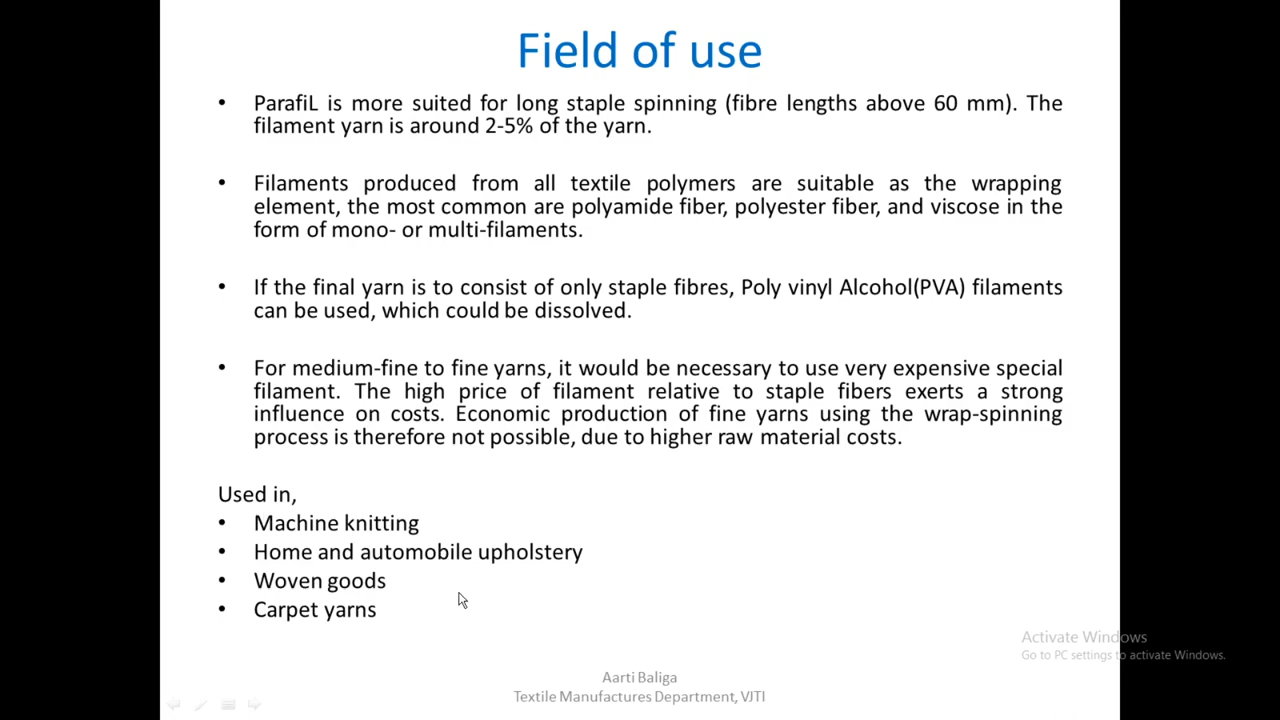 Field of use
• ParafiL is more suited for long staple spinning (fibre lengths above 60 mm). The
filament yarn is around 2-5% of the yarn.
• Filaments produced from all textile polymers are suitable as the wrapping
element, the most common are polyamide fiber, polyester fiber, and viscose in the
form of mono- or multi-filaments.
• If the final yarn is to consist of only staple fibres, Poly vinyl Alcohol(PVA) filaments
can be used, which could be dissolved.
• For medium-fine to fine yarns, it would be necessary to use very expensive special
filament. The high price of filament relative to staple fibers exerts a strong
influence on costs. Economic production of fine yarns using the wrap-spinning
process is therefore not possible, due to higher raw material costs.
Used in,
• Machine knitting
• Home and automobile upholstery
• Woven goods
• Carpet yarns
Activate Windows
Go to PC settings to activate Windows.
Aarti Baliga
Textile Manufactures Department, VJTI